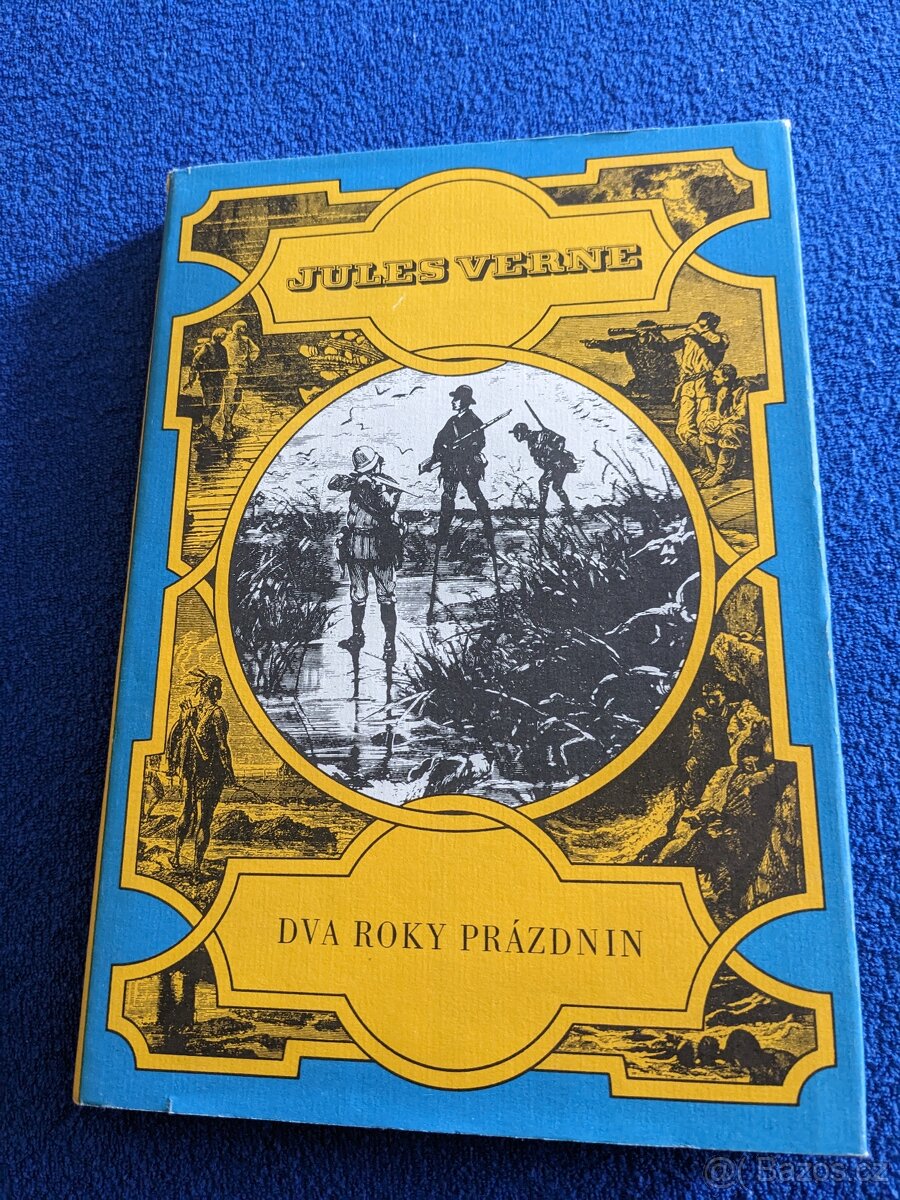 JULES VERNE
DVA ROKY PRÁZDNIN
@ Bazos.cz